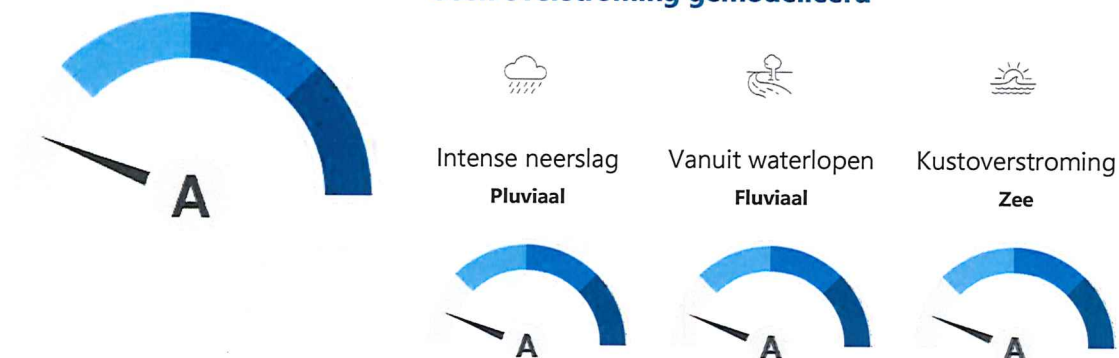 A
Intense neerslag
Pluviaal
Vanuit waterlopen
Fluviaal
Kustoverstroming
Zee
A
A
A